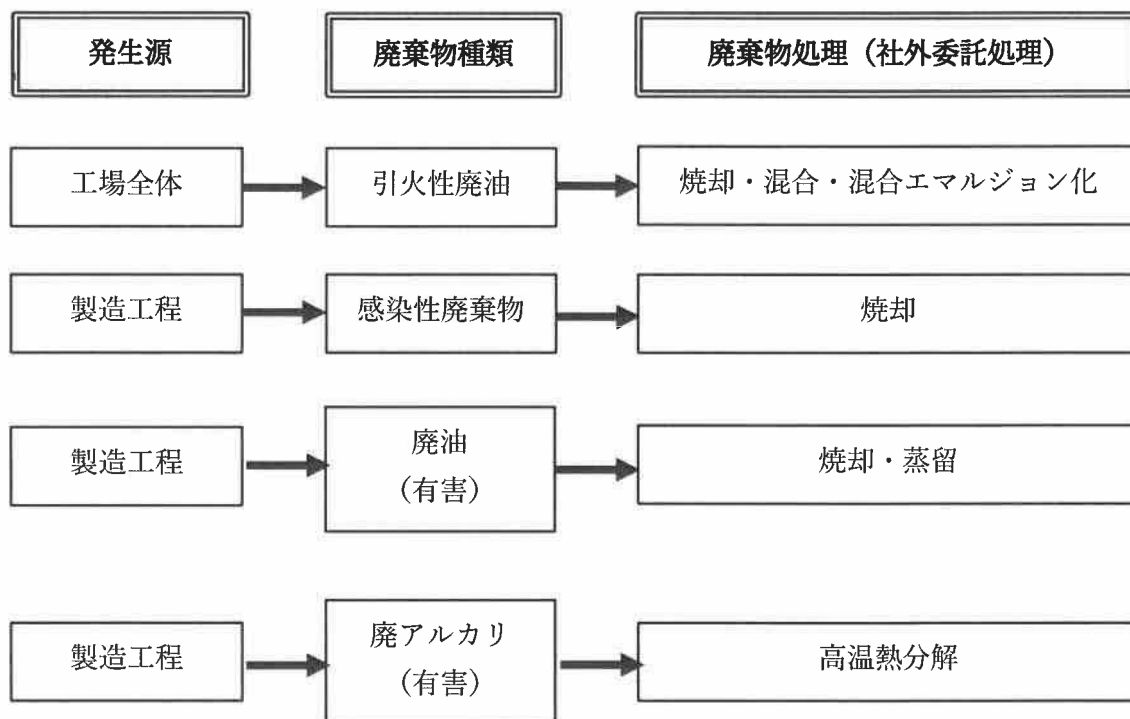 発生源
廃棄物種類
廃棄物処理（社外委託処理）
工場全体
引火性廃油
焼却・混合・混合エマルジョン化
製造工程
感染性廃棄物
焼却
製造工程
廃油
（有害）
焼却・蒸留
製造工程
廃アルカリ
（有害）
高温熱分解